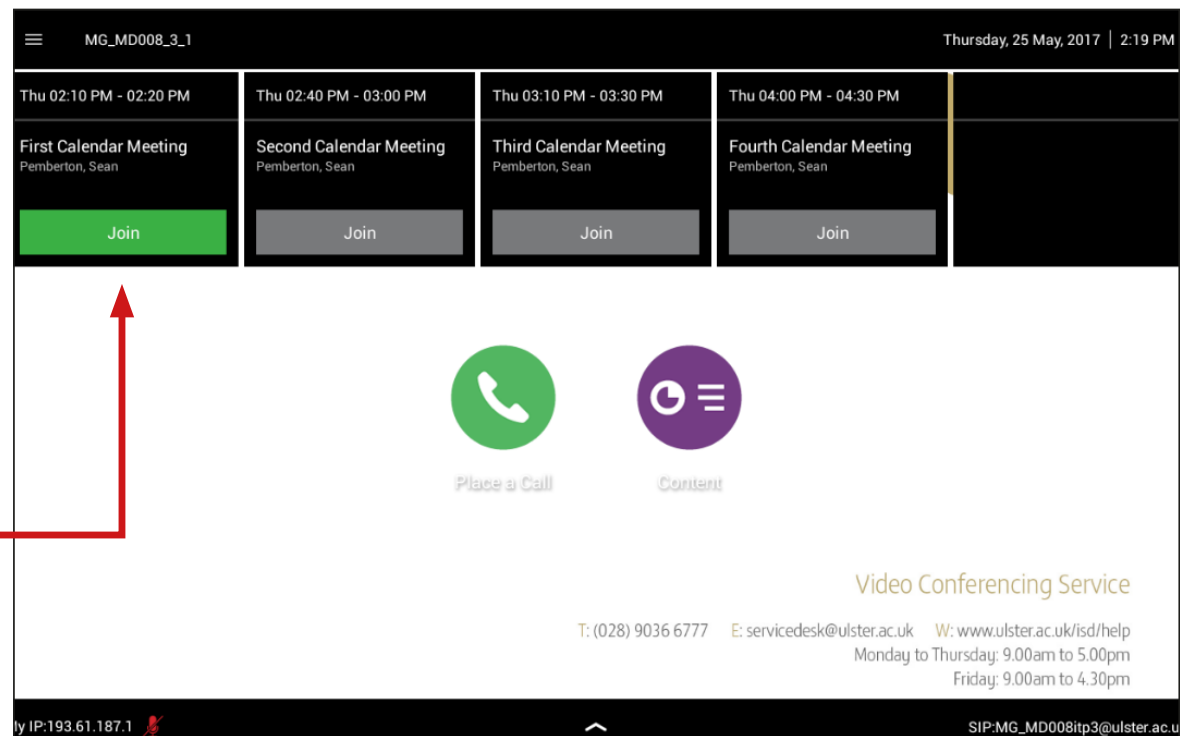 MG_MD008_3_1
Thursday, 25 May, 2017 | 2:19 PM
Thu 02:10 PM - 02:20 PM
First Calendar Meeting
Pemberton, Sean
Join
Thu 02:40 PM - 03:00 PM
Second Calendar Meeting
Pemberton, Sean
Join
Thu 03:10 PM - 03:30 PM
Third Calendar Meeting
Pemberton, Sean
Join
Thu 04:00 PM - 04:30 PM
Fourth Calendar Meeting
Pemberton, Sean
Join
Place a Call
Content
Video Conferencing Service
T: (028) 9036 6777 E: servicedesk@ulster.ac.uk W: www.ulster.ac.uk/isd/help
Monday to Thursday: 9.00am to 5.00pm
Friday: 9.00am to 4.30pm
ly IP:193.61.187.1
SIP:MG_MD008itp3@ulster.ac.u